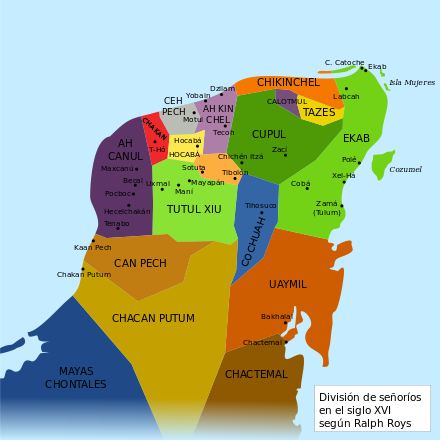 C. Catoche
Ekab
CHIKINCHEL
Isla Mujeres
Dzilam
Yobain
Labcah
CEH
PECH
CALOTMUL
AH KIN
CHEL
TAZES
Motul
CHAKAN
Tecoh
CUPUL
EKAB
AH
CANUL
T-Hó
Hocabá
HOCABÁ
Zací
Chichén Itzá
Polé
Cozumel
Maxcanú
Sotuta
Tibolón
Xel-Ha
Becal
Uxmal
Maní
Mayapán
Cobá
Pocboc
Hecelchakán
TUTUL XIU
Tihosuco
Zamá
(Tulum)
Tenabo
COCHUAH
Kaan Pech
CAN PECH
Chakan Putum
UAYMIL
CHACAN PUTUM
Bakhalal
Chactemal
MAYAS
CHONTALES
CHACTEMAL
División de señoríos
en el siglo XVI
según Ralph Roys